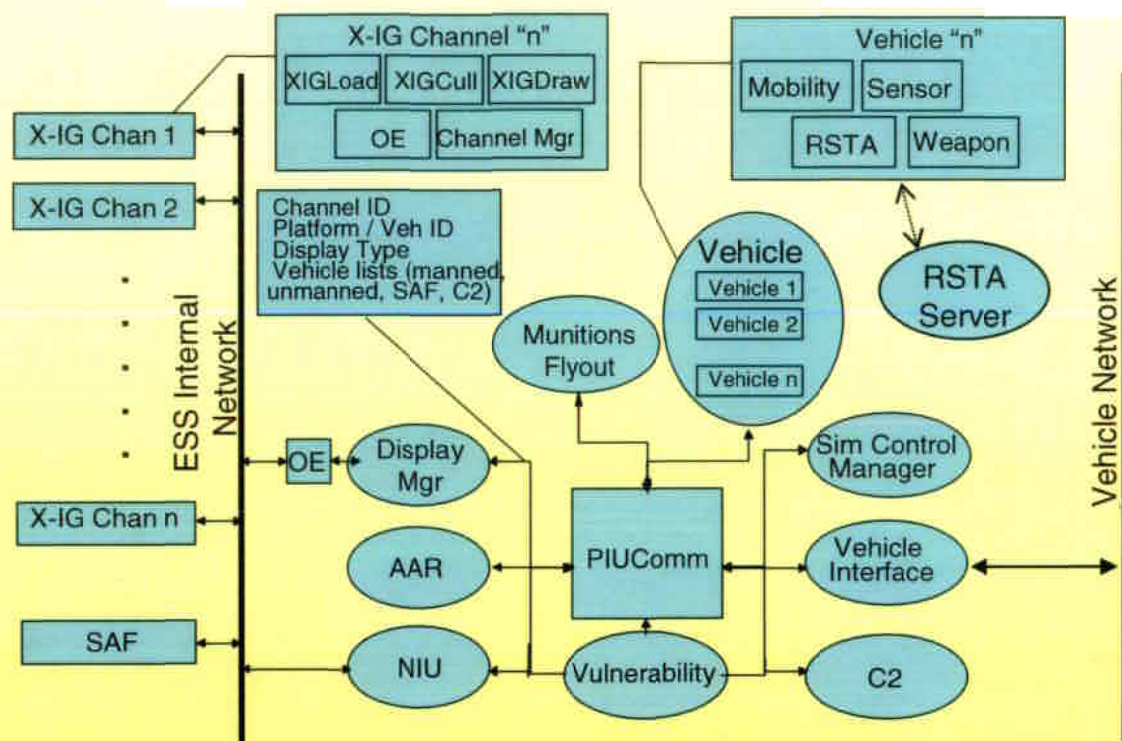 X-IG Channel “n”
XIGLoad
XIGCull
XIGDraw
OE
Channel Mgr
Vehicle “n”
Mobility
Sensor
RSTA
Weapon
X-IG Chan 1
X-IG Chan 2
X-IG Chan n
SAF
ESS Internal
Network
Channel ID
Platform / Veh ID
Display Type
Vehicle lists (manned,
unmanned, SAF, C2)
Munitions
Flyout
Vehicle
Vehicle 1
Vehicle 2
Vehicle n
RSTA
Server
OE
Display
Mgr
AAR
NIU
PIUComm
Vulnerability
Sim Control
Manager
Vehicle
Interface
C2
Vehicle Network